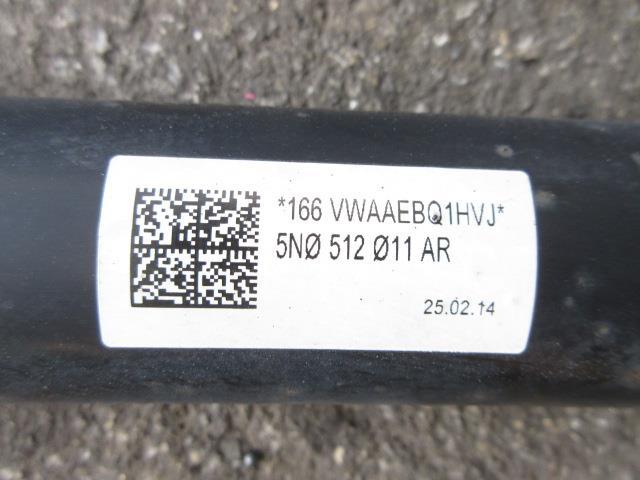 *166 VWAAEBQ1HVJ*
5NØ 512 Ø11 AR
25.02.14